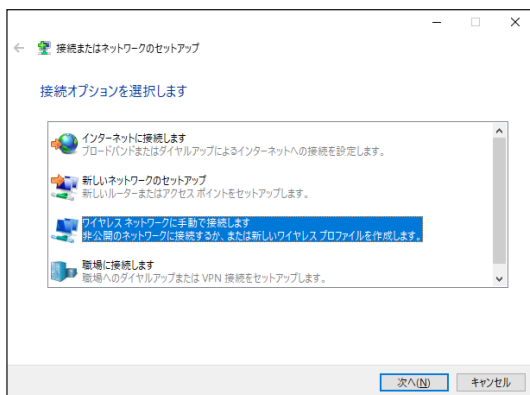 接続またはネットワークのセットアップ
接続オプションを選択します
インターネットに接続します
ブロードバンドまたはダイヤルアップによるインターネットへの接続を設定します。
新しいネットワークのセットアップ
新しいルーターまたはアクセス ポイントをセットアップします。
ワイヤレス ネットワークに手動で接続します
非公開のネットワークに接続するか、または新しいワイヤレス プロファイルを作成します。
職場に接続します
職場へのダイヤルアップまたは VPN 接続をセットアップします。
次へ(N) キャンセル